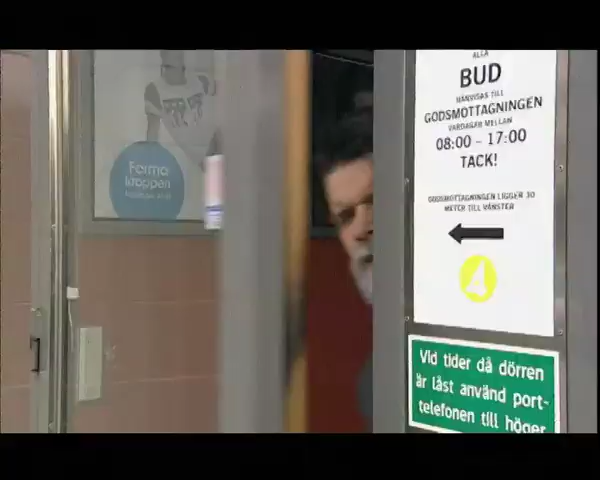 Forma
kroppen
ALLA
BUD
HÄNVISAS TILL
GODSMOTTAGNINGEN
VARDAGAR MELLAN
08:00 - 17:00
TACK!
GODSMOTTAGNINGEN LIGGER 30
METER TILL VÄNSTER
4
Vid tider då dörren
är låst använd port-
telefonen till höger